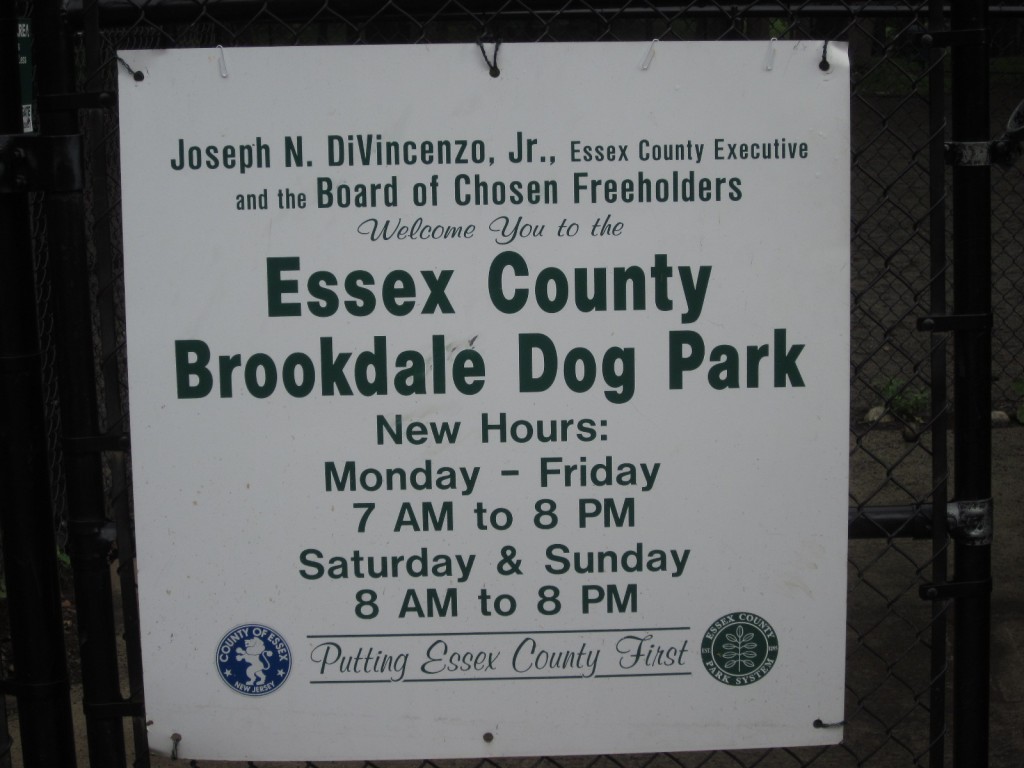 Joseph N. DiVincenzo, Jr., Essex County Executive
and the Board of Chosen Freeholders
Welcome You to the
Essex County
Brookdale Dog Park
New Hours:
Monday - Friday
7 AM to 8 PM
Saturday & Sunday
8 AM to 8 PM
COUNTY OF ESSEX
NEW JERSEY
Putting Essex County First
ESSEX COUNTY
PARK SYSTEM